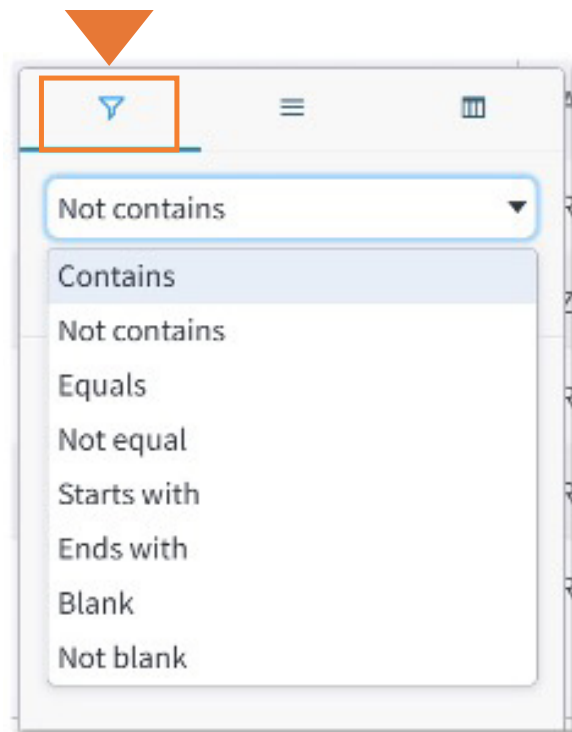 Not contains
Contains
Not contains
Equals
Not equal
Starts with
Ends with
Blank
Not blank